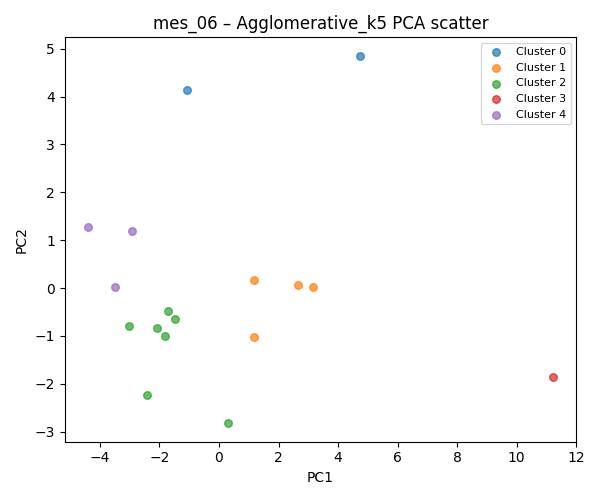 mes_06 – Agglomerative_k5 PCA scatter
Cluster 0
Cluster 1
Cluster 2
Cluster 3
Cluster 4
PC2
5
4
3
2
1
0
−1
−2
−3
−4 −2 0 2 4 6 8 10 12
PC1